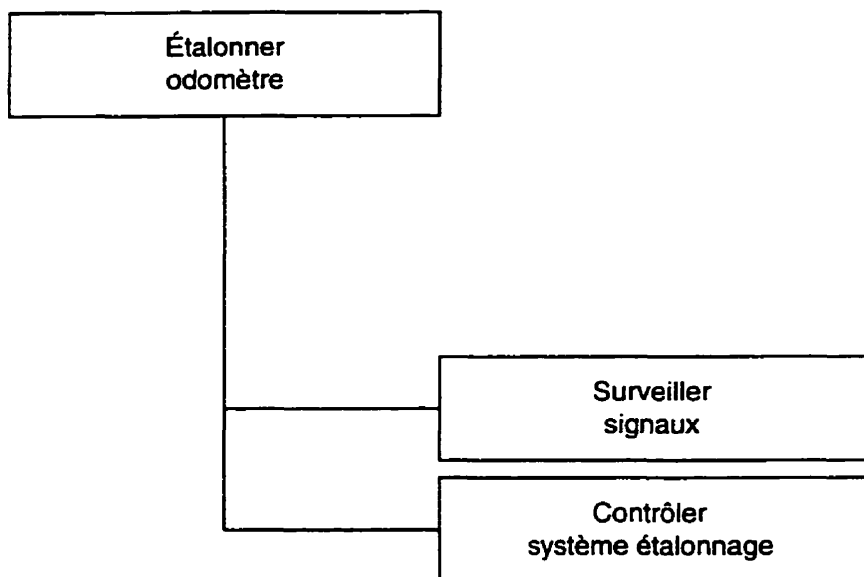 Étalonner
odomètre
Surveiller
signaux
Contrôler
système étalonnage